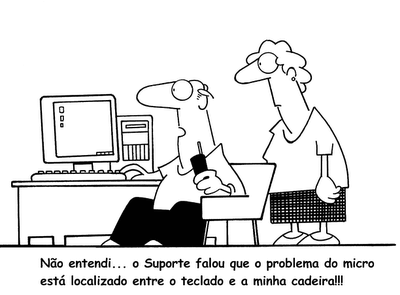 Não entendi... o Suporte falou que o problema do micro
está localizado entre o teclado e a minha cadeira!!!